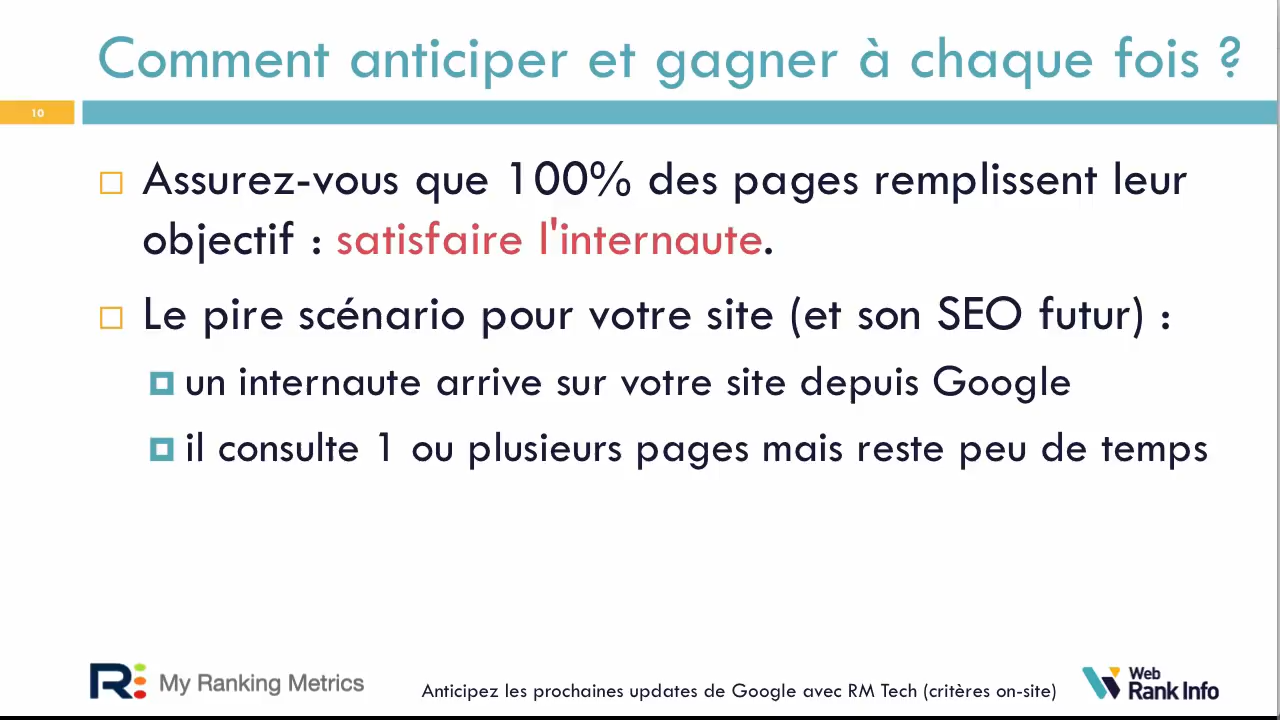 Comment anticiper et gagner à chaque fois ?
10
Assurez-vous que 100% des pages remplissent leur
objectif : satisfaire l'internaute.
Le pire scénario pour votre site (et son SEO futur) :
un internaute arrive sur votre site depuis Google
il consulte 1 ou plusieurs pages mais reste peu de temps
R: My Ranking Metrics
Anticipez les prochaines updates de Google avec RM Tech (critères on-site)
Web
Rank Info